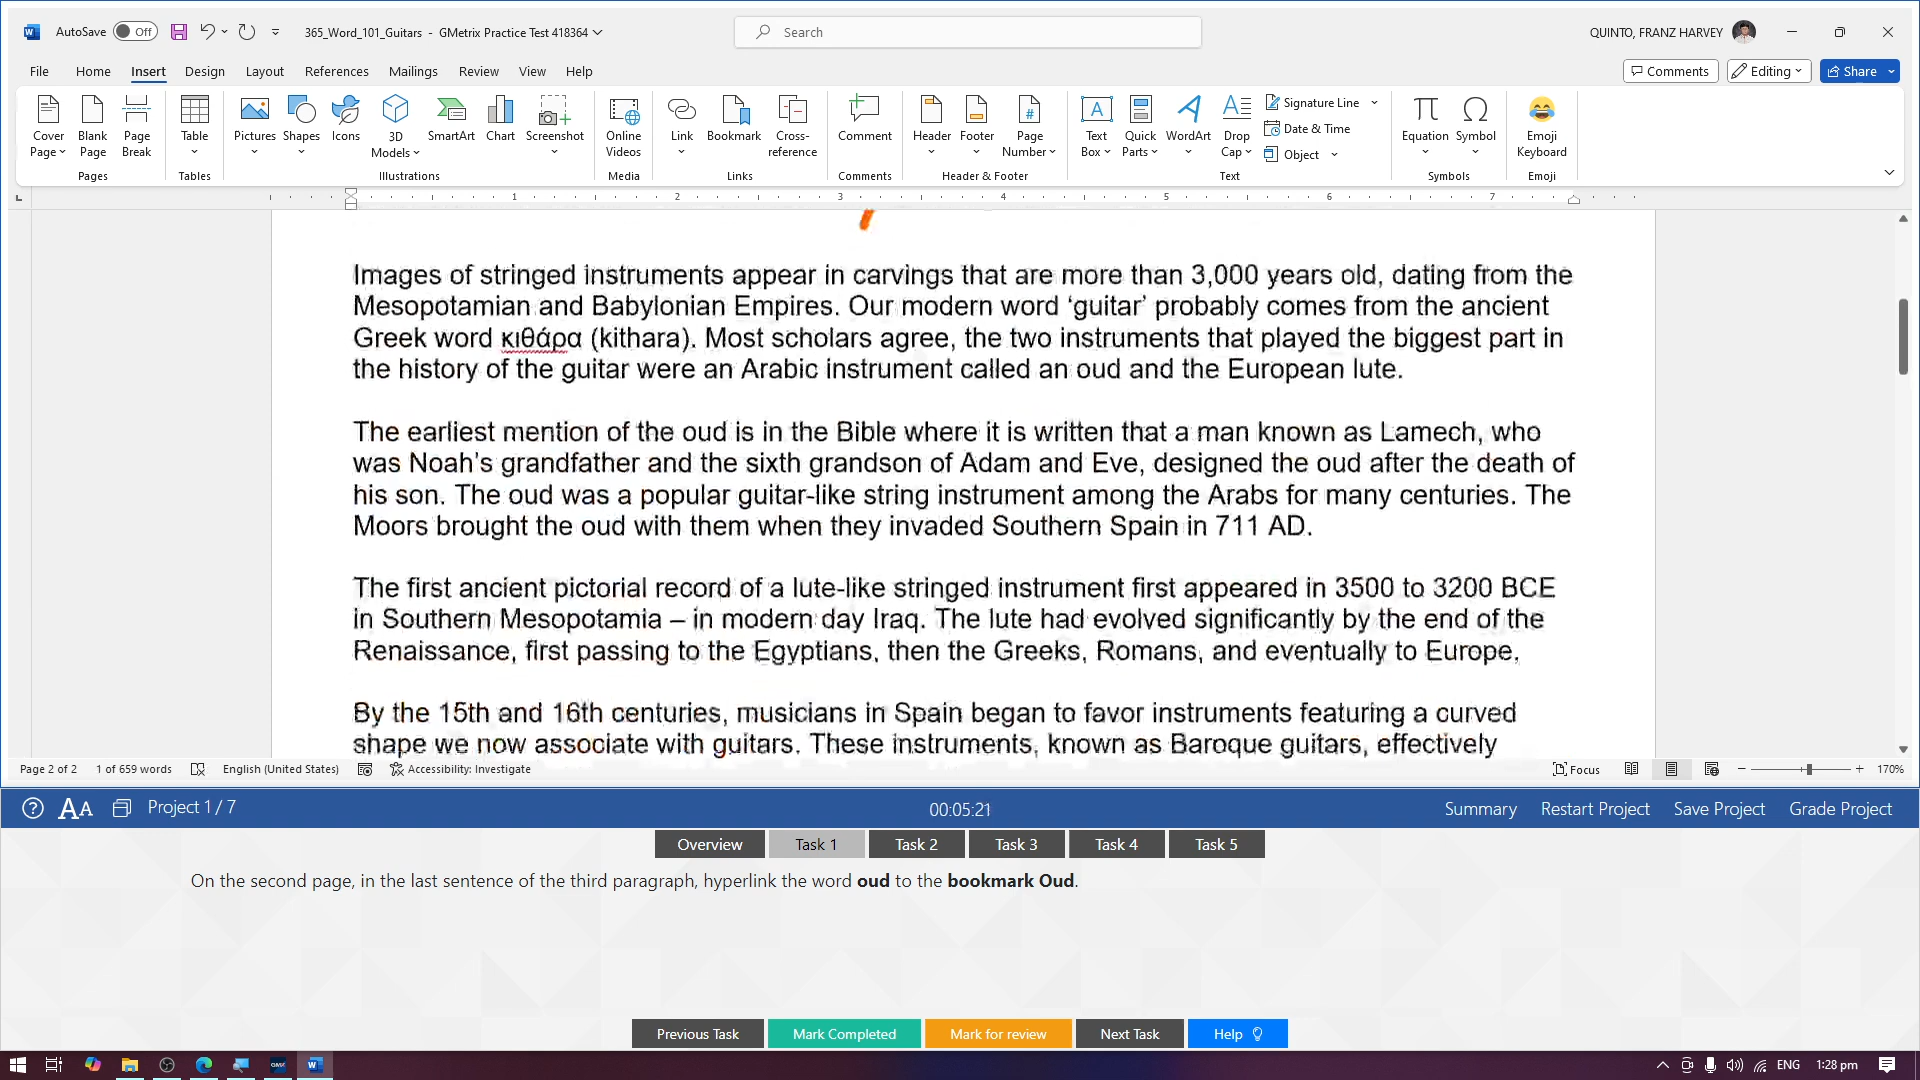 AutoSave Off 365_Word_101_Guitars - GMetrix Practice Test 418364 Search QUINTO, FRANZ HARVEY
File Home Insert Design Layout References Mailings Review View Help Comments Editing Share
Cover Page Blank Page Page Break Table Pictures Shapes Icons 3D Models SmartArt Chart Screenshot Online Videos Link Bookmark Cross-reference Comment Header Footer Page Number Text Box Quick Parts WordArt Drop Cap Signature Line Date & Time Object Equation Symbol Emoji Keyboard
Pages Tables Illustrations Media Links Comments Header & Footer Text Symbols Emoji
1 2 3 4 5 6 7
Images of stringed instruments appear in carvings that are more than 3,000 years old, dating from the
Mesopotamian and Babylonian Empires. Our modern word ‘guitar’ probably comes from the ancient
Greek word κιθάρα (kithara). Most scholars agree, the two instruments that played the biggest part in
the history of the guitar were an Arabic instrument called an oud and the European lute.
The earliest mention of the oud is in the Bible where it is written that a man known as Lamech, who
was Noah’s grandfather and the sixth grandson of Adam and Eve, designed the oud after the death of
his son. The oud was a popular guitar-like string instrument among the Arabs for many centuries. The
Moors brought the oud with them when they invaded Southern Spain in 711 AD.
The first ancient pictorial record of a lute-like stringed instrument first appeared in 3500 to 3200 BCE
in Southern Mesopotamia – in modern day Iraq. The lute had evolved significantly by the end of the
Renaissance, first passing to the Egyptians, then the Greeks, Romans, and eventually to Europe.
By the 15th and 16th centuries, musicians in Spain began to favor instruments featuring a curved
shape we now associate with guitars. These instruments, known as Baroque guitars, effectively
Page 2 of 2 1 of 659 words English (United States) Accessibility: Investigate Focus 170%
Project 1 / 7 00:05:21 Summary Restart Project Save Project Grade Project
Overview Task 1 Task 2 Task 3 Task 4 Task 5
On the second page, in the last sentence of the third paragraph, hyperlink the word oud to the bookmark Oud.
Previous Task Mark Completed Mark for review Next Task Help
ENG 1:28 pm